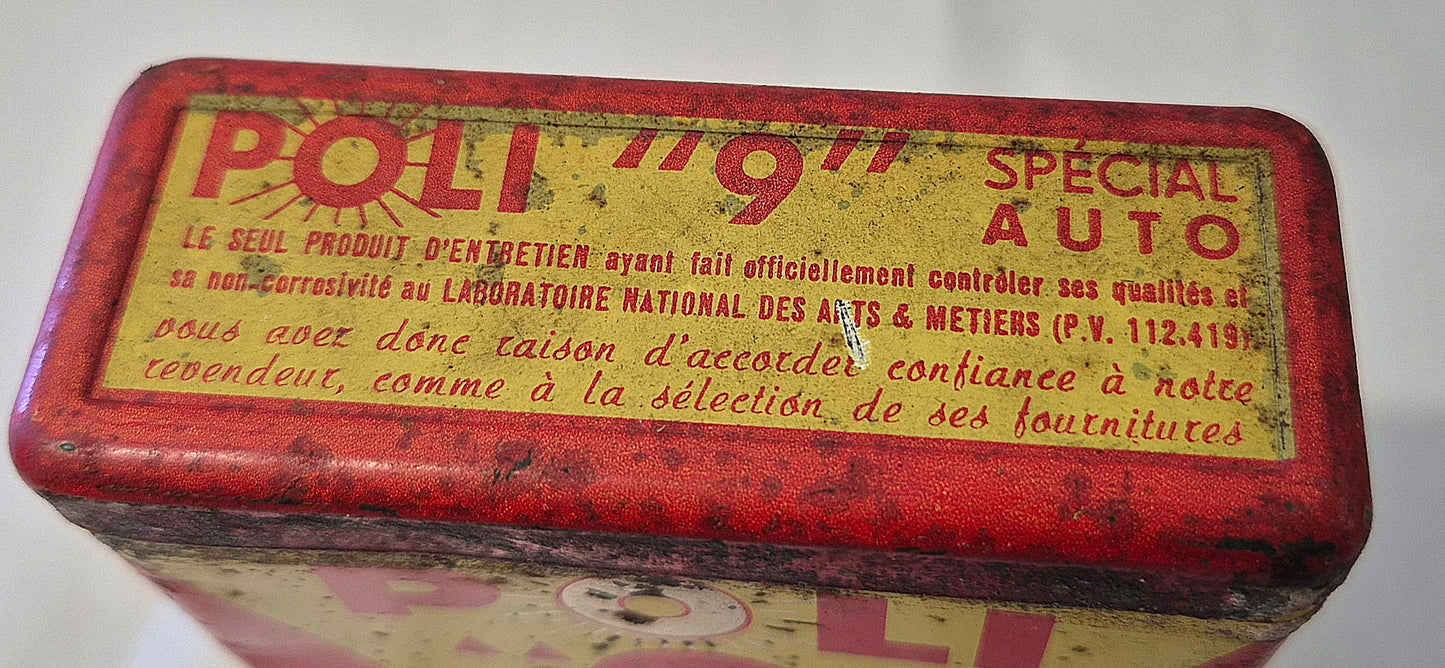 POLI "9" SPÉCIAL
AUTO
LE SEUL PRODUIT D'ENTRETIEN ayant fait officiellement contrôler ses qualités et
sa non-corrosivité au LABORATOIRE NATIONAL DES ARTS & METIERS (P.V. 112.419),
vous avez donc raison d'accorder confiance à notre
revendeur, comme à la sélection de ses fournitures
POLI